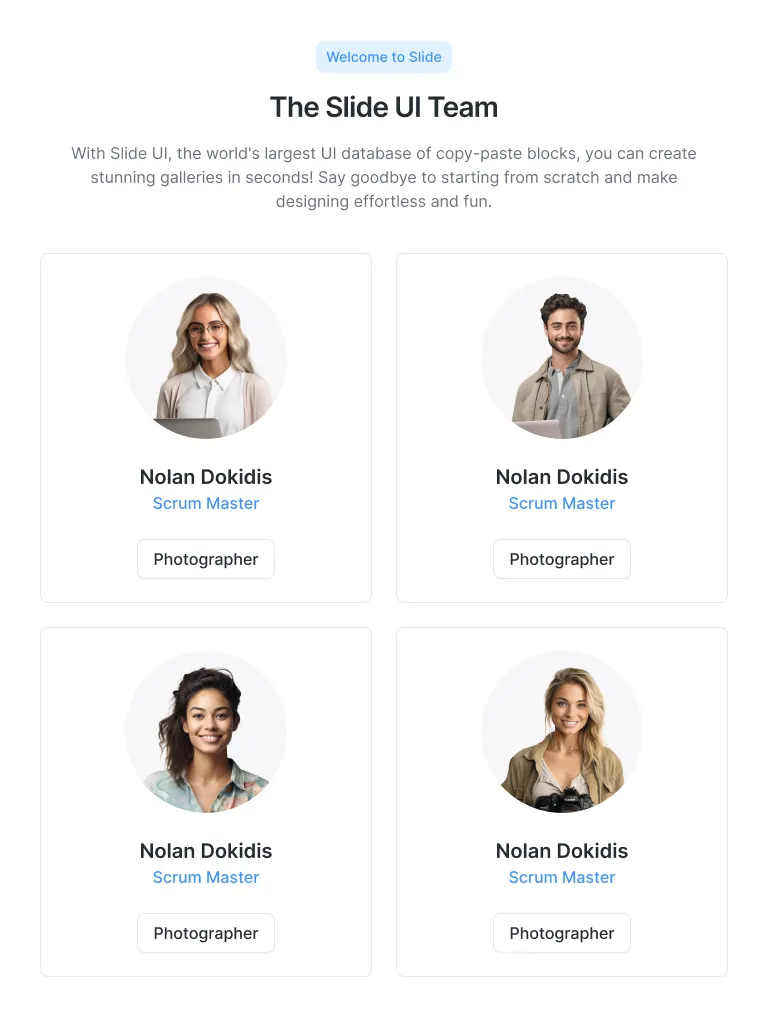 Welcome to Slide
The Slide UI Team
With Slide UI, the world's largest UI database of copy-paste blocks, you can create
stunning galleries in seconds! Say goodbye to starting from scratch and make
designing effortless and fun.
Nolan Dokidis
Scrum Master
Photographer
Nolan Dokidis
Scrum Master
Photographer
Nolan Dokidis
Scrum Master
Photographer
Nolan Dokidis
Scrum Master
Photographer